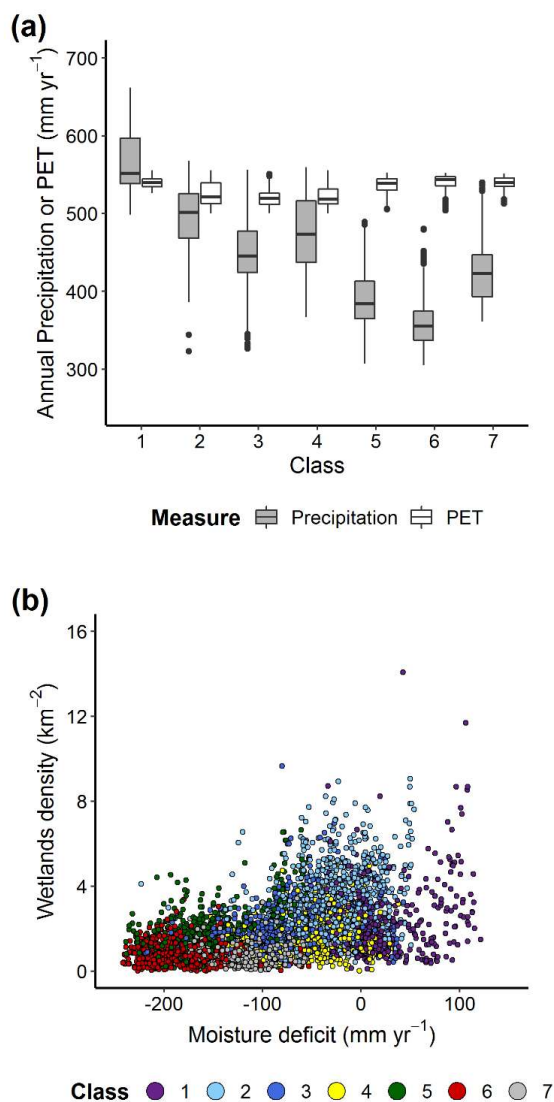 (a)
Annual Precipitation or PET (mm yr⁻¹)
700
600
500
400
300
1 2 3 4 5 6 7
Class
Measure Precipitation PET
(b)
Wetlands density (km⁻²)
16
12
8
4
0
-200 -100 0 100
Moisture deficit (mm yr⁻¹)
Class 1 2 3 4 5 6 7